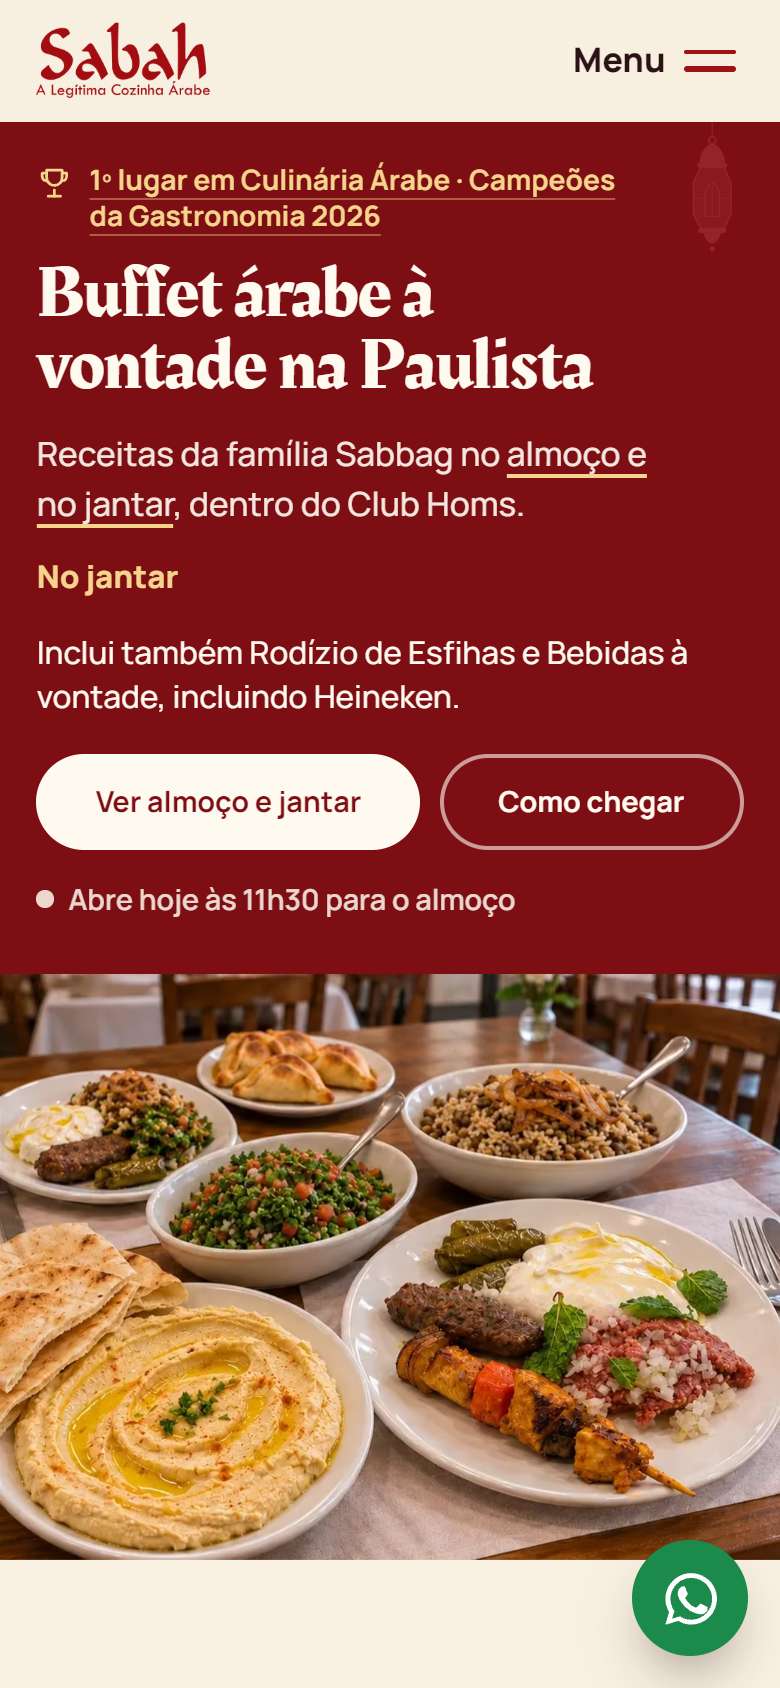 Sabah
A Legítima Cozinha Árabe
Menu
1º lugar em Culinária Árabe · Campeões
da Gastronomia 2026
Buffet árabe à
vontade na Paulista
Receitas da família Sabbag no almoço e
no jantar, dentro do Club Homs.
No jantar
Inclui também Rodízio de Esfihas e Bebidas à
vontade, incluindo Heineken.
Ver almoço e jantar
Como chegar
Abre hoje às 11h30 para o almoço